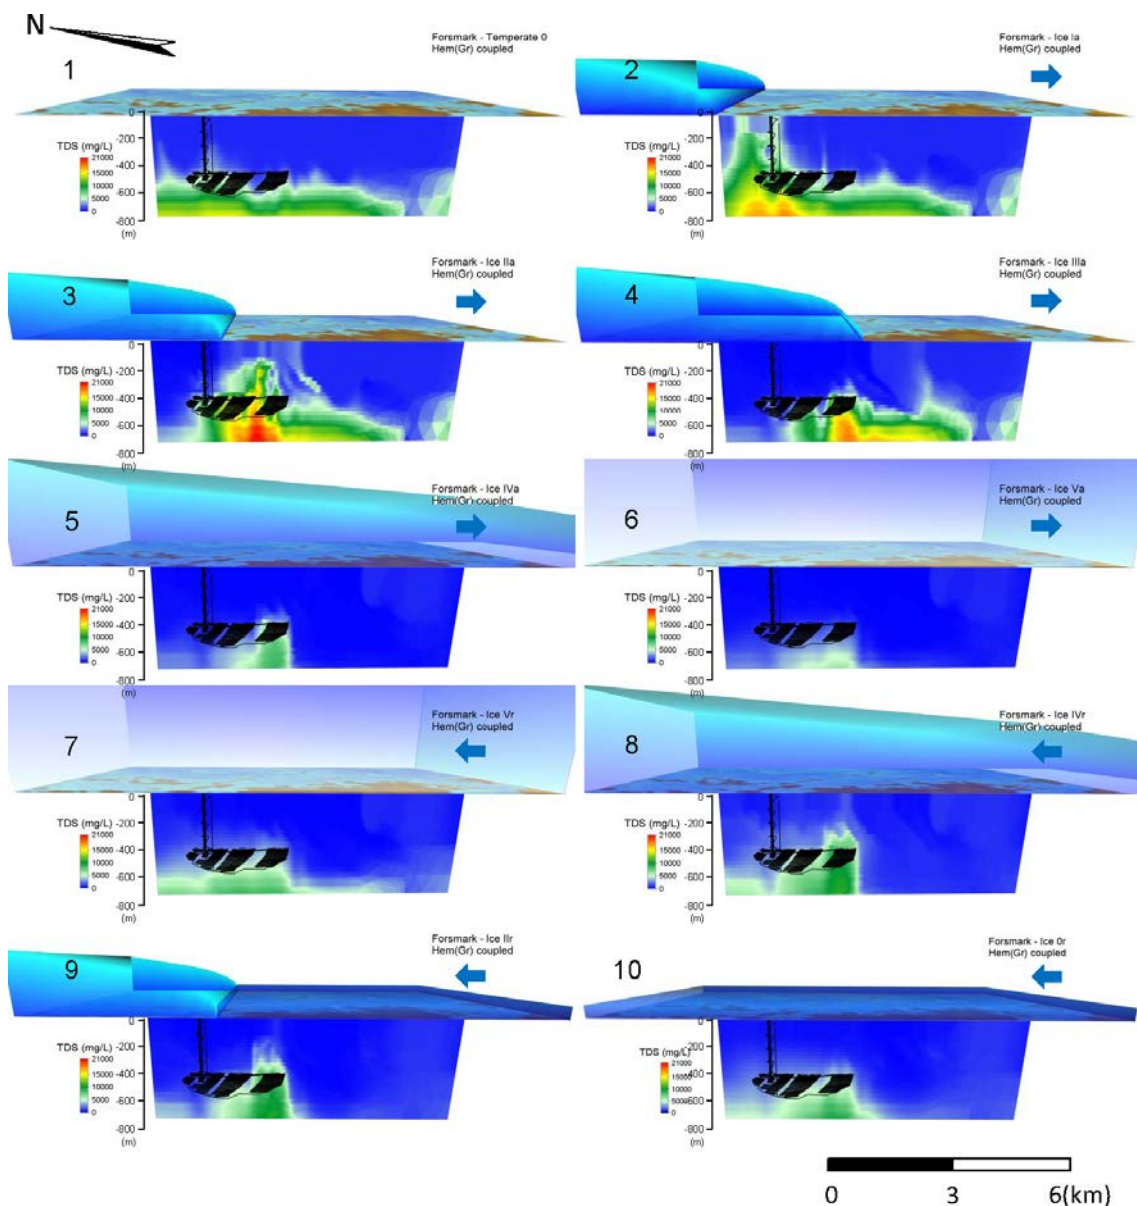 N
1
Forsmark - Temperate 0
Hem(Gr) coupled
TDS (mg/L)
21000
15000
10000
5000
0
0
-200
-400
-600
-800
(m)
2
Forsmark - Ice Ia
Hem(Gr) coupled
TDS (mg/L)
21000
15000
10000
5000
0
0
-200
-400
-600
-800
(m)
3
Forsmark - Ice IIa
Hem(Gr) coupled
TDS (mg/L)
21000
15000
10000
5000
0
0
-200
-400
-600
-800
(m)
4
Forsmark - Ice IIIa
Hem(Gr) coupled
TDS (mg/L)
21000
15000
10000
5000
0
0
-200
-400
-600
-800
(m)
5
Forsmark - Ice IVa
Hem(Gr) coupled
TDS (mg/L)
21000
15000
10000
5000
0
0
-200
-400
-600
-800
(m)
6
Forsmark - Ice Va
Hem(Gr) coupled
TDS (mg/L)
21000
15000
10000
5000
0
0
-200
-400
-600
-800
(m)
7
Forsmark - Ice Vr
Hem(Gr) coupled
TDS (mg/L)
21000
15000
10000
5000
0
0
-200
-400
-600
-800
(m)
8
Forsmark - Ice IVr
Hem(Gr) coupled
TDS (mg/L)
21000
15000
10000
5000
0
0
-200
-400
-600
-800
(m)
9
Forsmark - Ice IIr
Hem(Gr) coupled
TDS (mg/L)
21000
15000
10000
5000
0
0
-200
-400
-600
-800
(m)
10
Forsmark - Ice 0r
Hem(Gr) coupled
TDS (mg/L)
21000
15000
10000
5000
0
0
-200
-400
-600
-800
(m)
0 3 6(km)